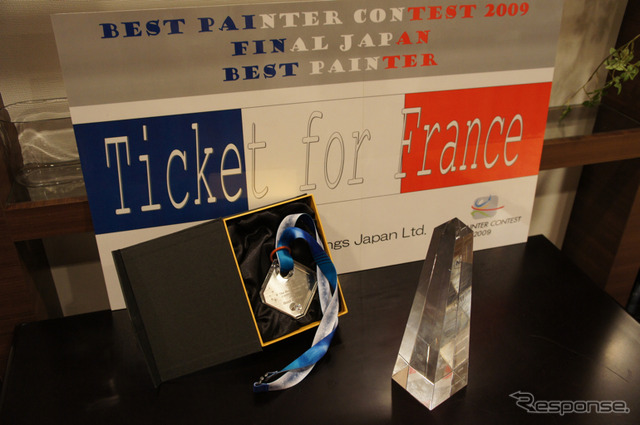 BEST PAINTER CONTEST 2009
FINAL JAPAN
BEST PAINTER
Ticket for France
ngs Japan Ltd.
INTER CONTEST
2009
Response.